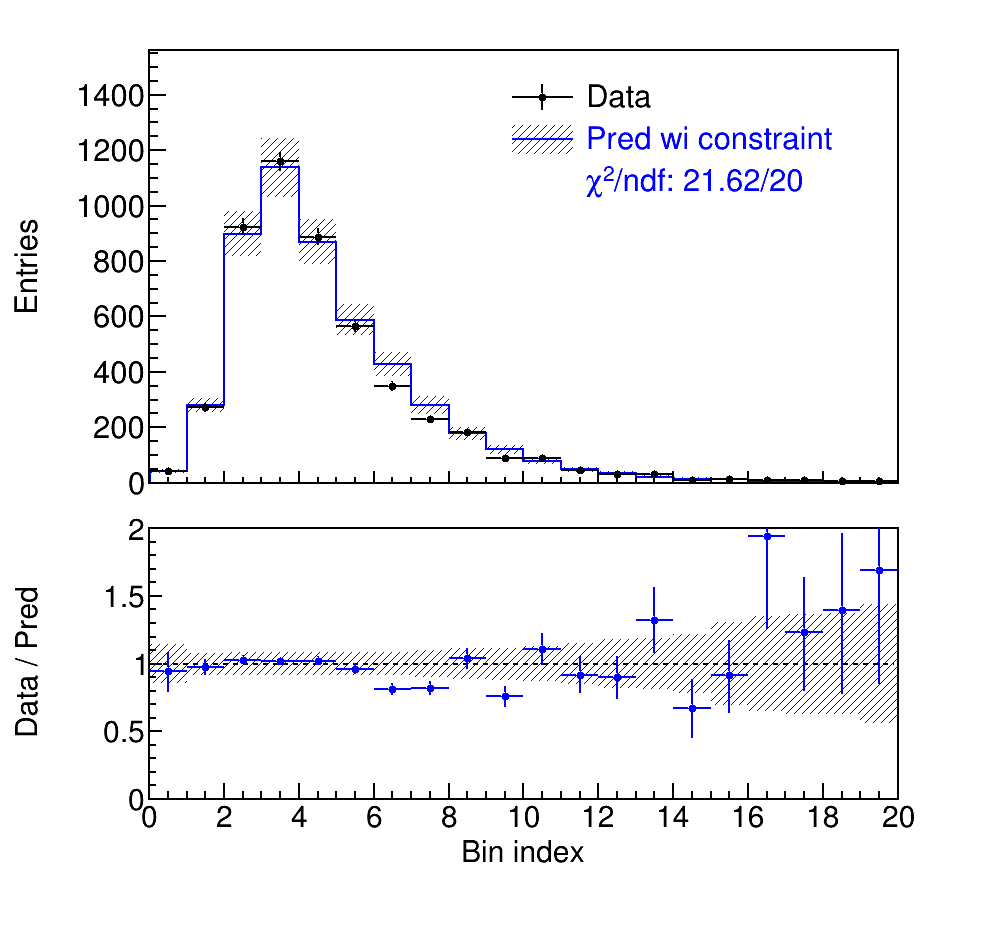 1400
1200
1000
800
600
400
200
0
Entries
Data
Pred wi constraint
χ²/ndf: 21.62/20
2
1.5
1
0.5
0
Data / Pred
0 2 4 6 8 10 12 14 16 18 20
Bin index